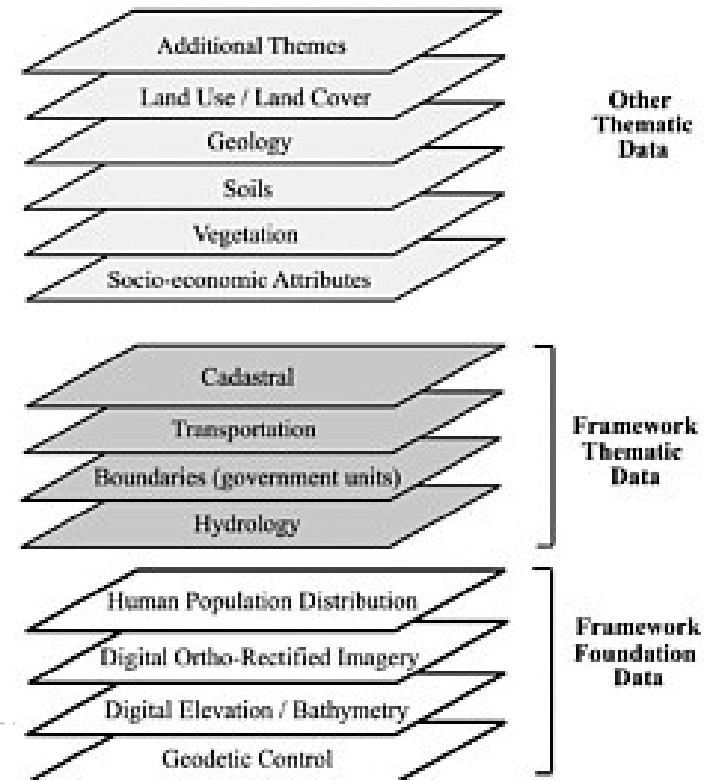 Additional Themes
Land Use / Land Cover
Geology
Soils
Vegetation
Socio-economic Attributes
Other
Thematic
Data
Cadastral
Transportation
Boundaries (government units)
Hydrology
Framework
Thematic
Data
Human Population Distribution
Digital Ortho-Rectified Imagery
Digital Elevation / Bathymetry
Geodetic Control
Framework
Foundation
Data